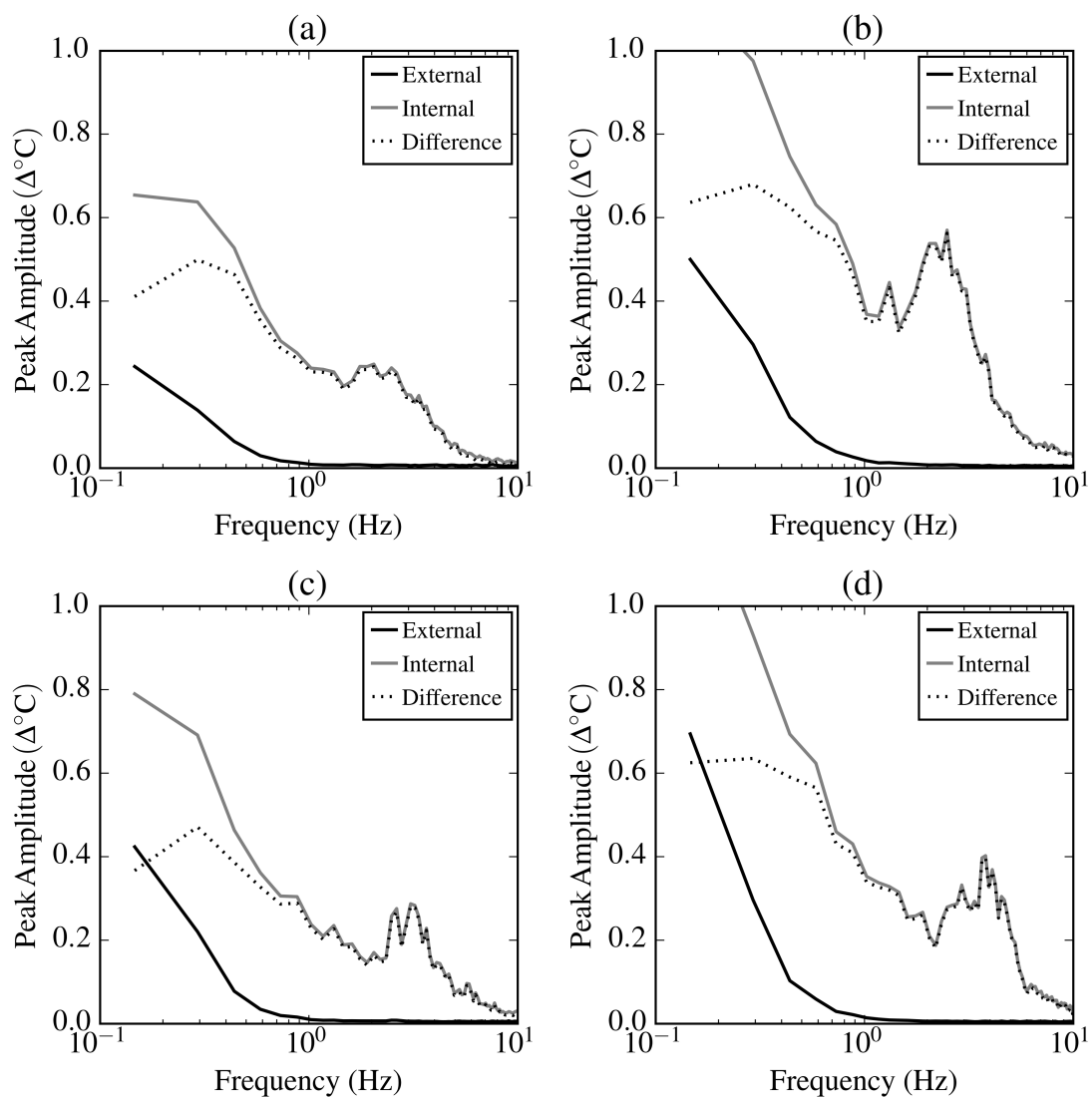 (a)
1.0
0.8
0.6
0.4
0.2
0.0
Peak Amplitude (Δ°C)
External
Internal
Difference
10⁻¹ 10⁰ 10¹
Frequency (Hz)
(b)
1.0
0.8
0.6
0.4
0.2
0.0
Peak Amplitude (Δ°C)
External
Internal
Difference
10⁻¹ 10⁰ 10¹
Frequency (Hz)
(c)
1.0
0.8
0.6
0.4
0.2
0.0
Peak Amplitude (Δ°C)
External
Internal
Difference
10⁻¹ 10⁰ 10¹
Frequency (Hz)
(d)
1.0
0.8
0.6
0.4
0.2
0.0
Peak Amplitude (Δ°C)
External
Internal
Difference
10⁻¹ 10⁰ 10¹
Frequency (Hz)